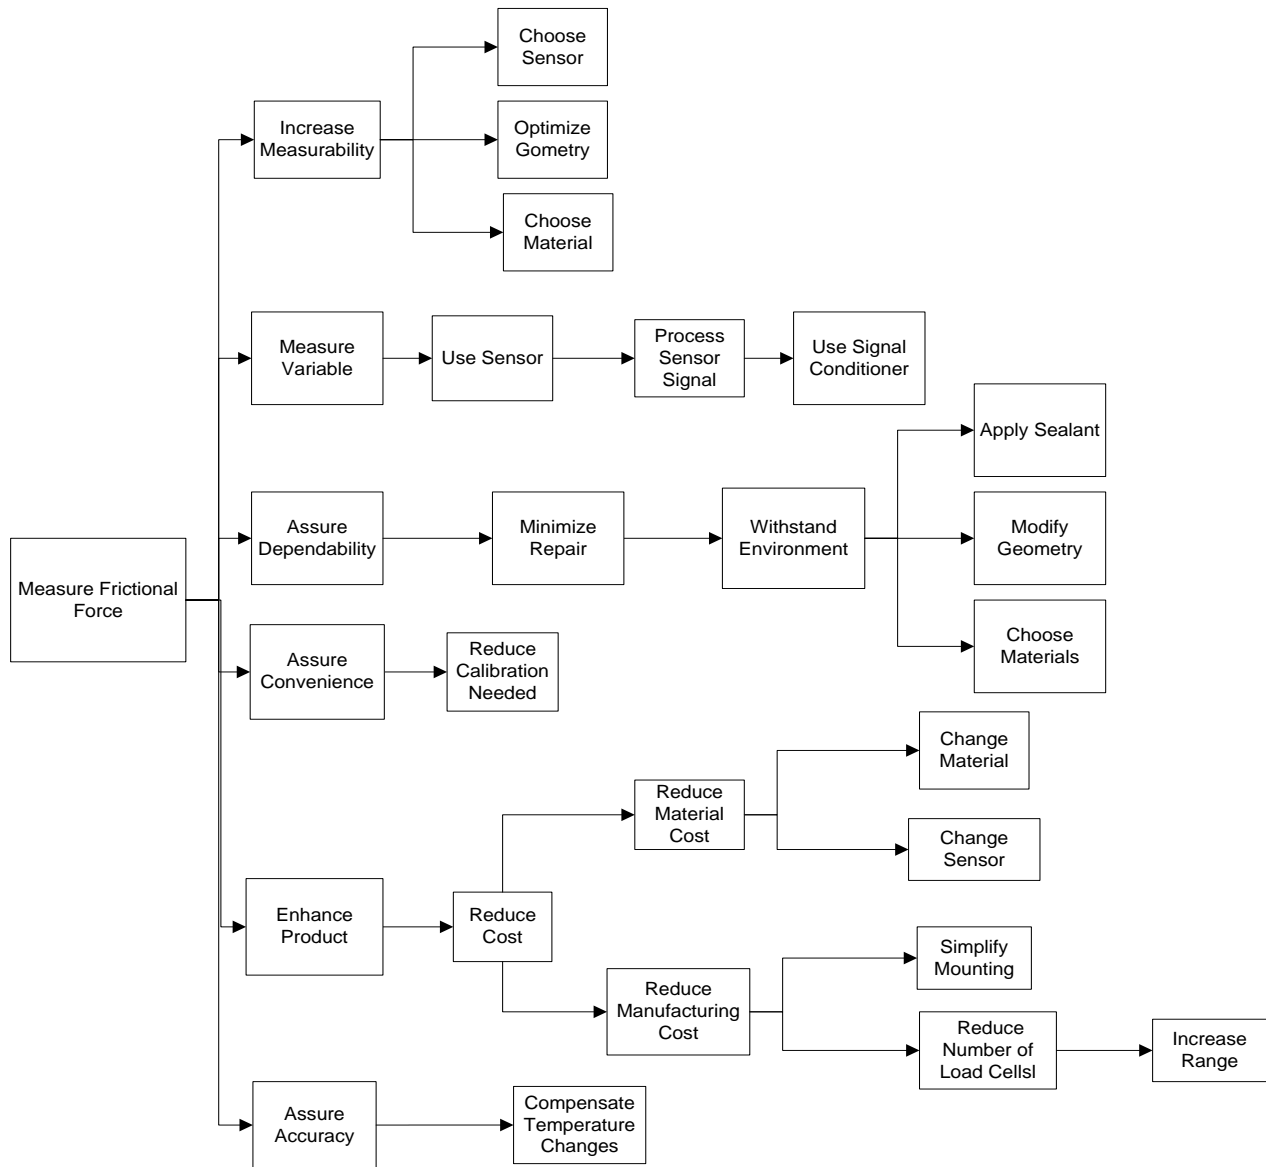 Choose
Sensor
Increase
Measurability
Optimize
Gometry
Choose
Material
Measure
Variable
Use Sensor
Process
Sensor
Signal
Use Signal
Conditioner
Apply Sealant
Assure
Dependability
Minimize
Repair
Withstand
Environment
Modify
Geometry
Choose
Materials
Measure Frictional
Force
Assure
Convenience
Reduce
Calibration
Needed
Change
Material
Reduce
Material
Cost
Change
Sensor
Enhance
Product
Reduce
Cost
Simplify
Mounting
Reduce
Manufacturing
Cost
Reduce
Number of
Load Cellsl
Increase
Range
Assure
Accuracy
Compensate
Temperature
Changes